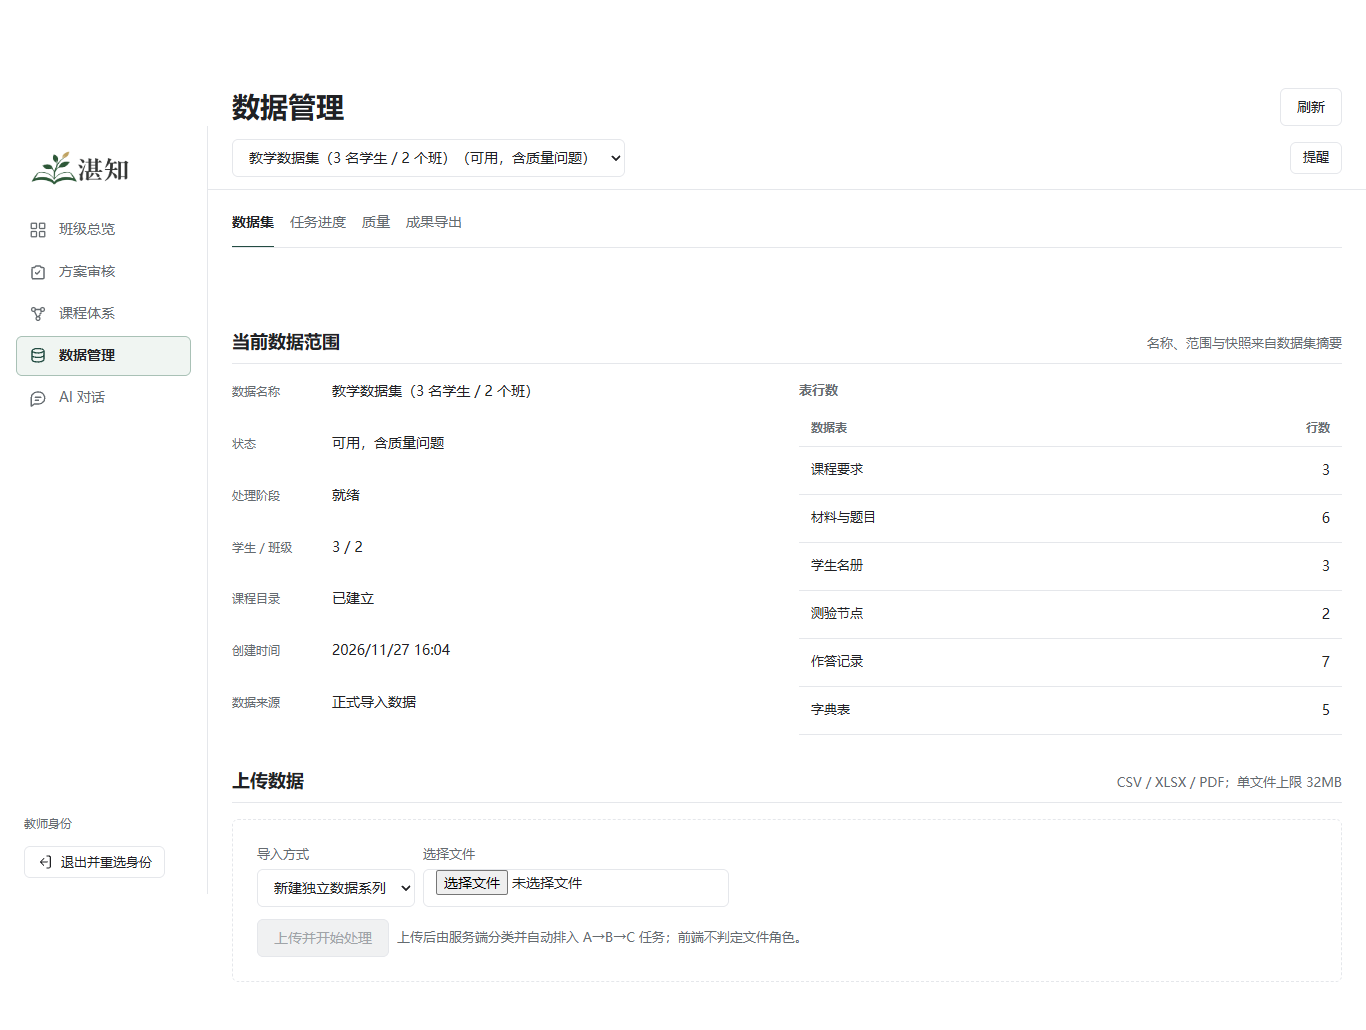 数据管理
刷新
教学数据集（3 名学生 / 2 个班）（可用，含质量问题）
提醒
湛知
班级总览
方案审核
课程体系
数据管理
AI 对话
教师身份
退出并重选身份
数据集 任务进度 质量 成果导出
当前数据范围
名称、范围与快照来自数据集摘要
数据名称 教学数据集（3 名学生 / 2 个班）
状态 可用，含质量问题
处理阶段 就绪
学生 / 班级 3 / 2
课程目录 已建立
创建时间 2026/11/27 16:04
数据来源 正式导入数据
表行数
数据表 行数
课程要求 3
材料与题目 6
学生名册 3
测验节点 2
作答记录 7
字典表 5
上传数据
CSV / XLSX / PDF；单文件上限 32MB
导入方式 选择文件
新建独立数据系列 选择文件 未选择文件
上传并开始处理 上传后由服务端分类并自动排入 A→B→C 任务；前端不判定文件角色。